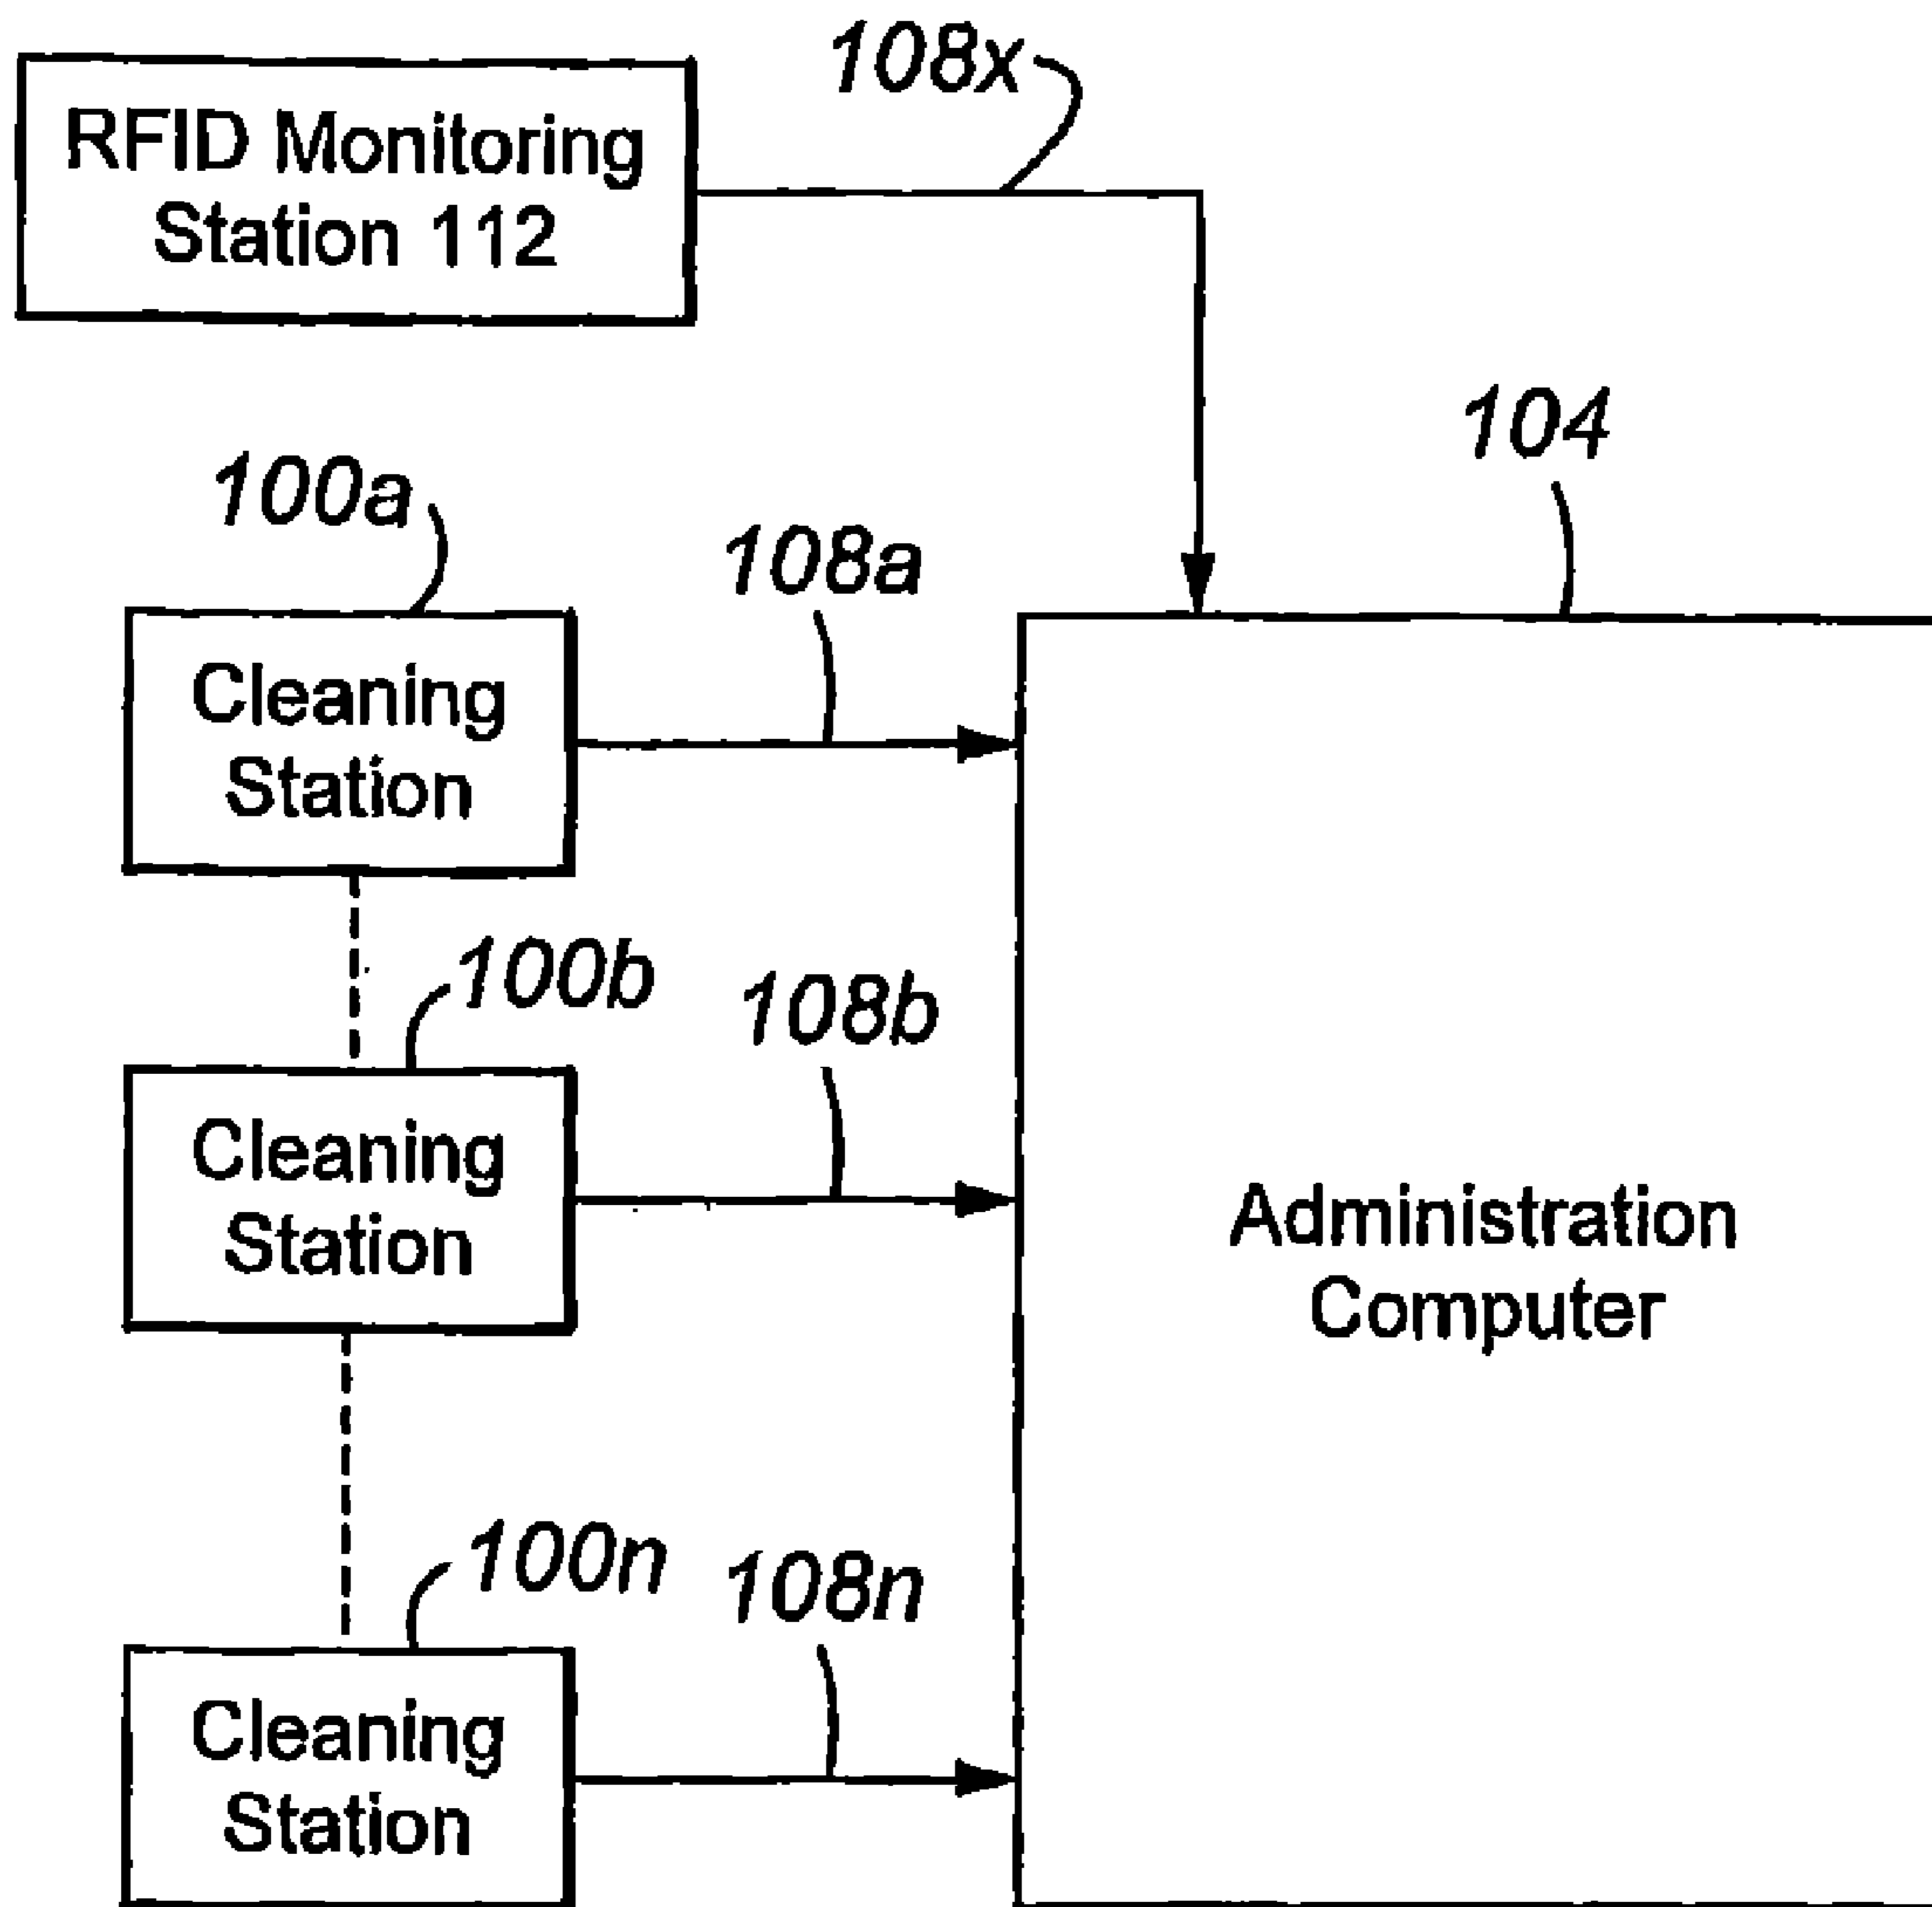 108x
RFID Monitoring
Station 112
104
100a
108a
Cleaning
Station
100b
108b
Cleaning
Station
Administration
Computer
100n
108n
Cleaning
Station